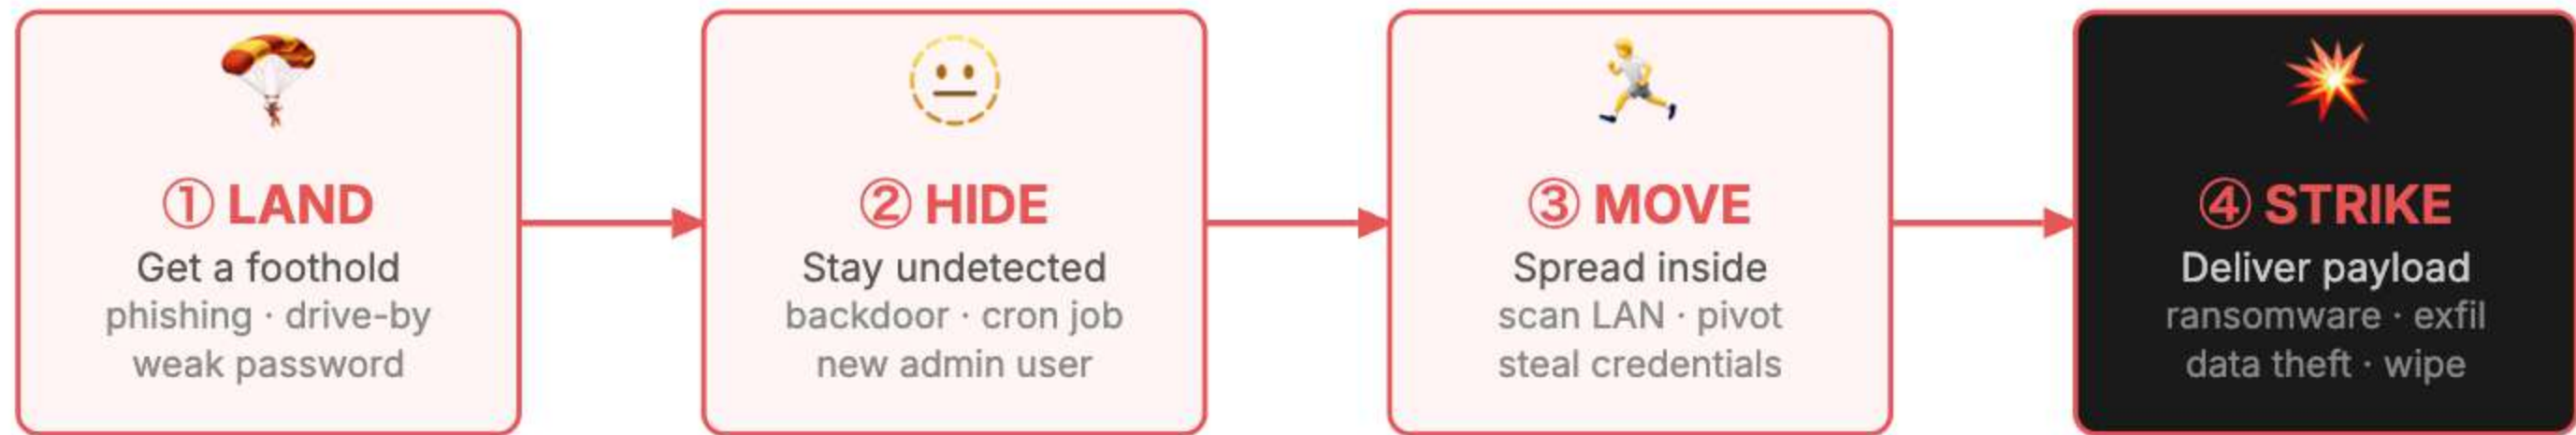 ① LAND
Get a foothold
phishing · drive-by
weak password
② HIDE
Stay undetected
backdoor · cron job
new admin user
③ MOVE
Spread inside
scan LAN · pivot
steal credentials
④ STRIKE
Deliver payload
ransomware · exfil
data theft · wipe